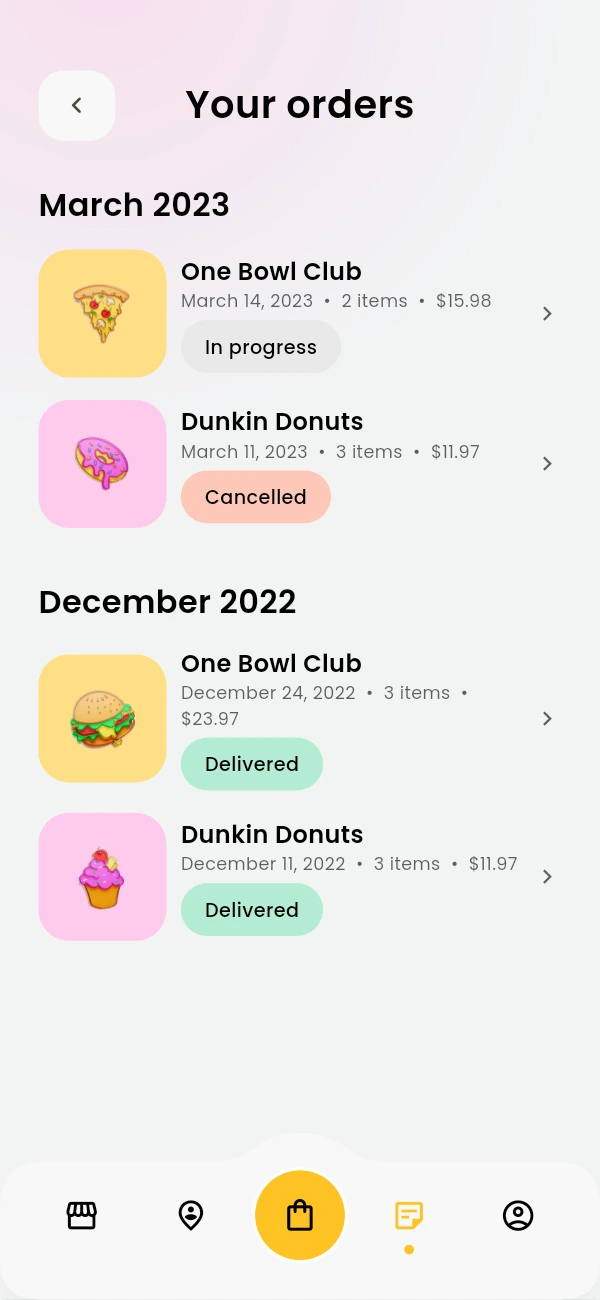 Your orders
March 2023
One Bowl Club
March 14, 2023 • 2 items • $15.98
In progress
Dunkin Donuts
March 11, 2023 • 3 items • $11.97
Cancelled
December 2022
One Bowl Club
December 24, 2022 • 3 items •
$23.97
Delivered
Dunkin Donuts
December 11, 2022 • 3 items • $11.97
Delivered